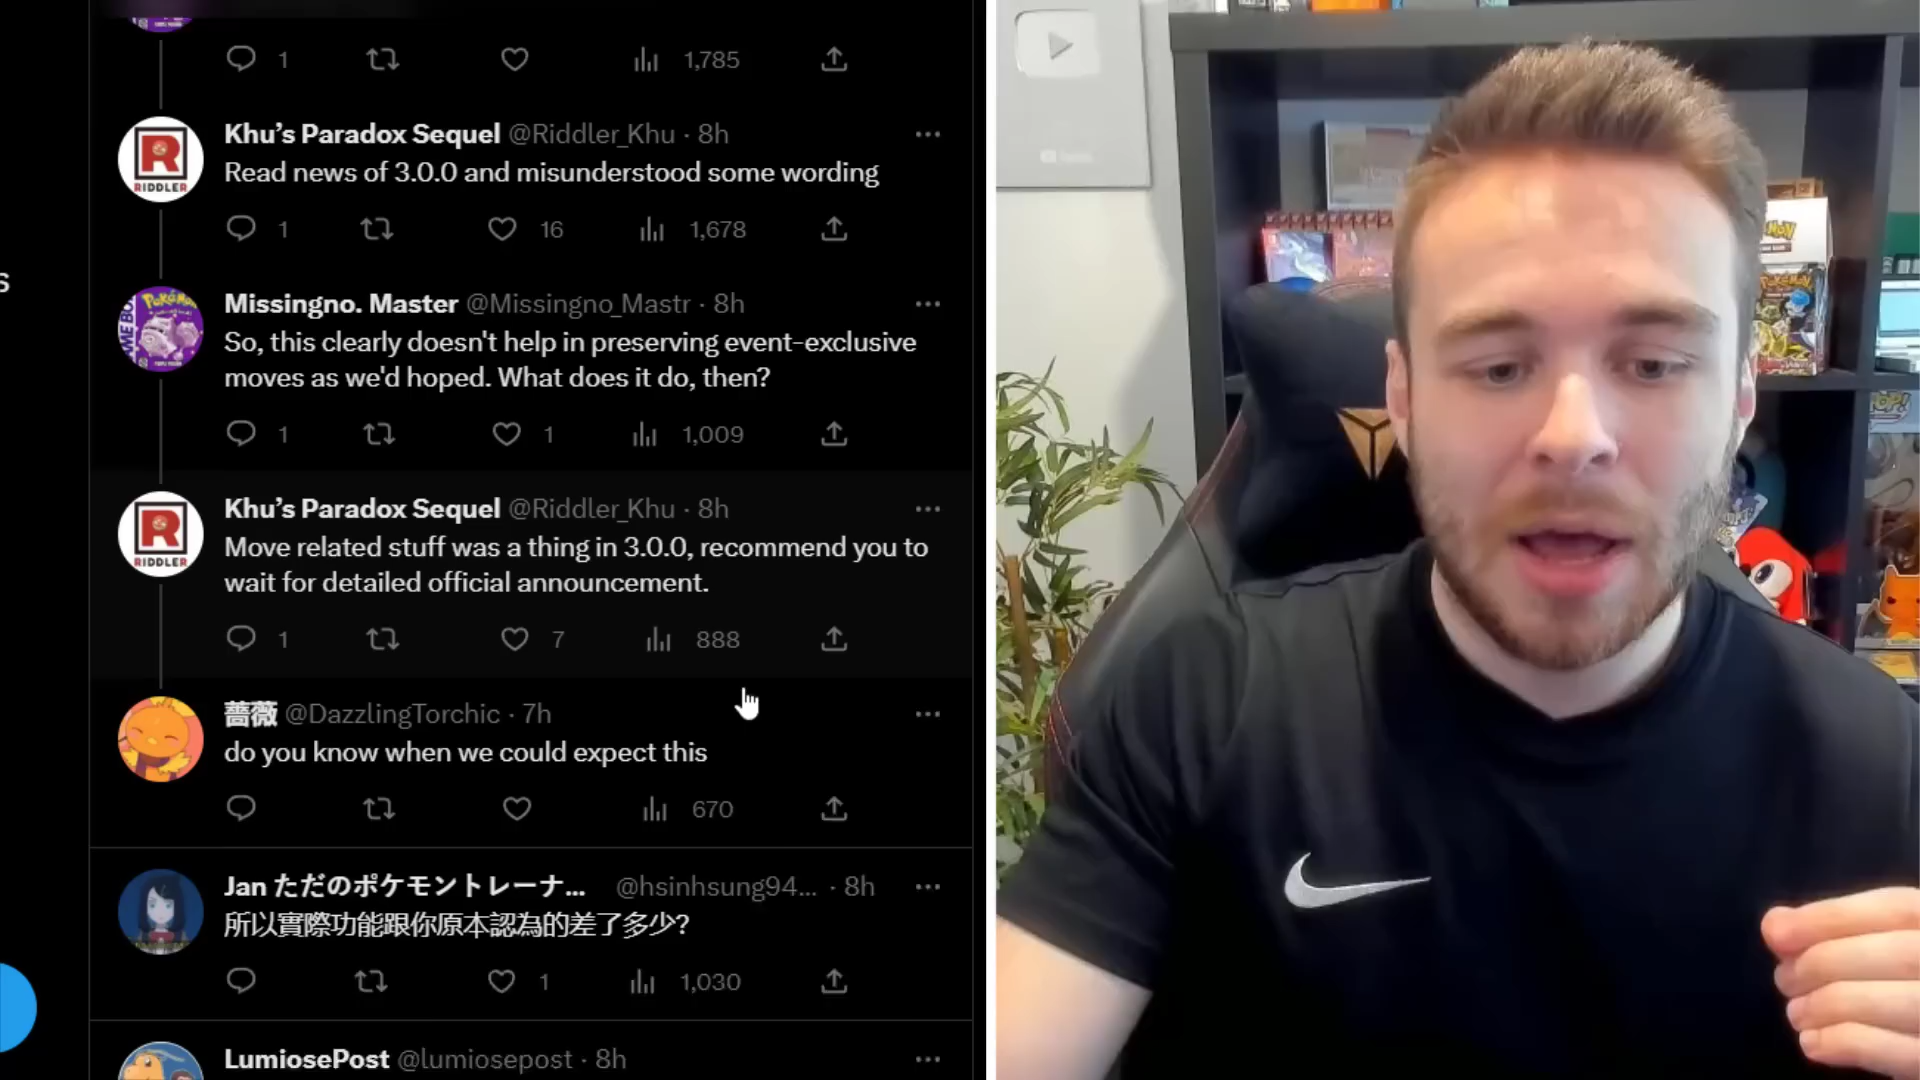 1 1,785
Khu’s Paradox Sequel @Riddler_Khu · 8h
Read news of 3.0.0 and misunderstood some wording
1 16 1,678
Missingno. Master @Missingno_Mastr · 8h
So, this clearly doesn't help in preserving event-exclusive
moves as we'd hoped. What does it do, then?
1 1 1,009
Khu’s Paradox Sequel @Riddler_Khu · 8h
Move related stuff was a thing in 3.0.0, recommend you to
wait for detailed official announcement.
1 7 888
薔薇 @DazzlingTorchic · 7h
do you know when we could expect this
670
Jan ただのポケモントレーナ... @hsinhsung94... · 8h
所以實際功能跟你原本認為的差了多少?
1 1,030
LumiosePost @lumiosepost · 8h
s
R
RIDDLER
R
RIDDLER
POKéMON
POP!